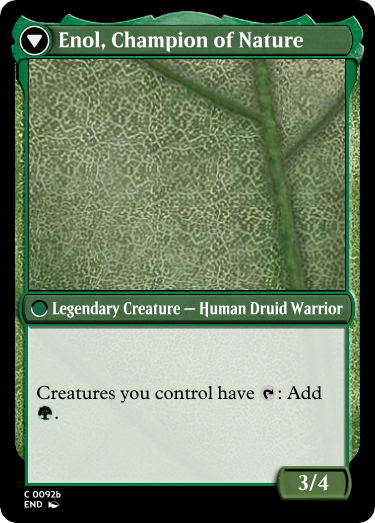 Enol, Champion of Nature
Legendary Creature — Human Druid Warrior
Creatures you control have : Add
.
3/4
C 0092b
END